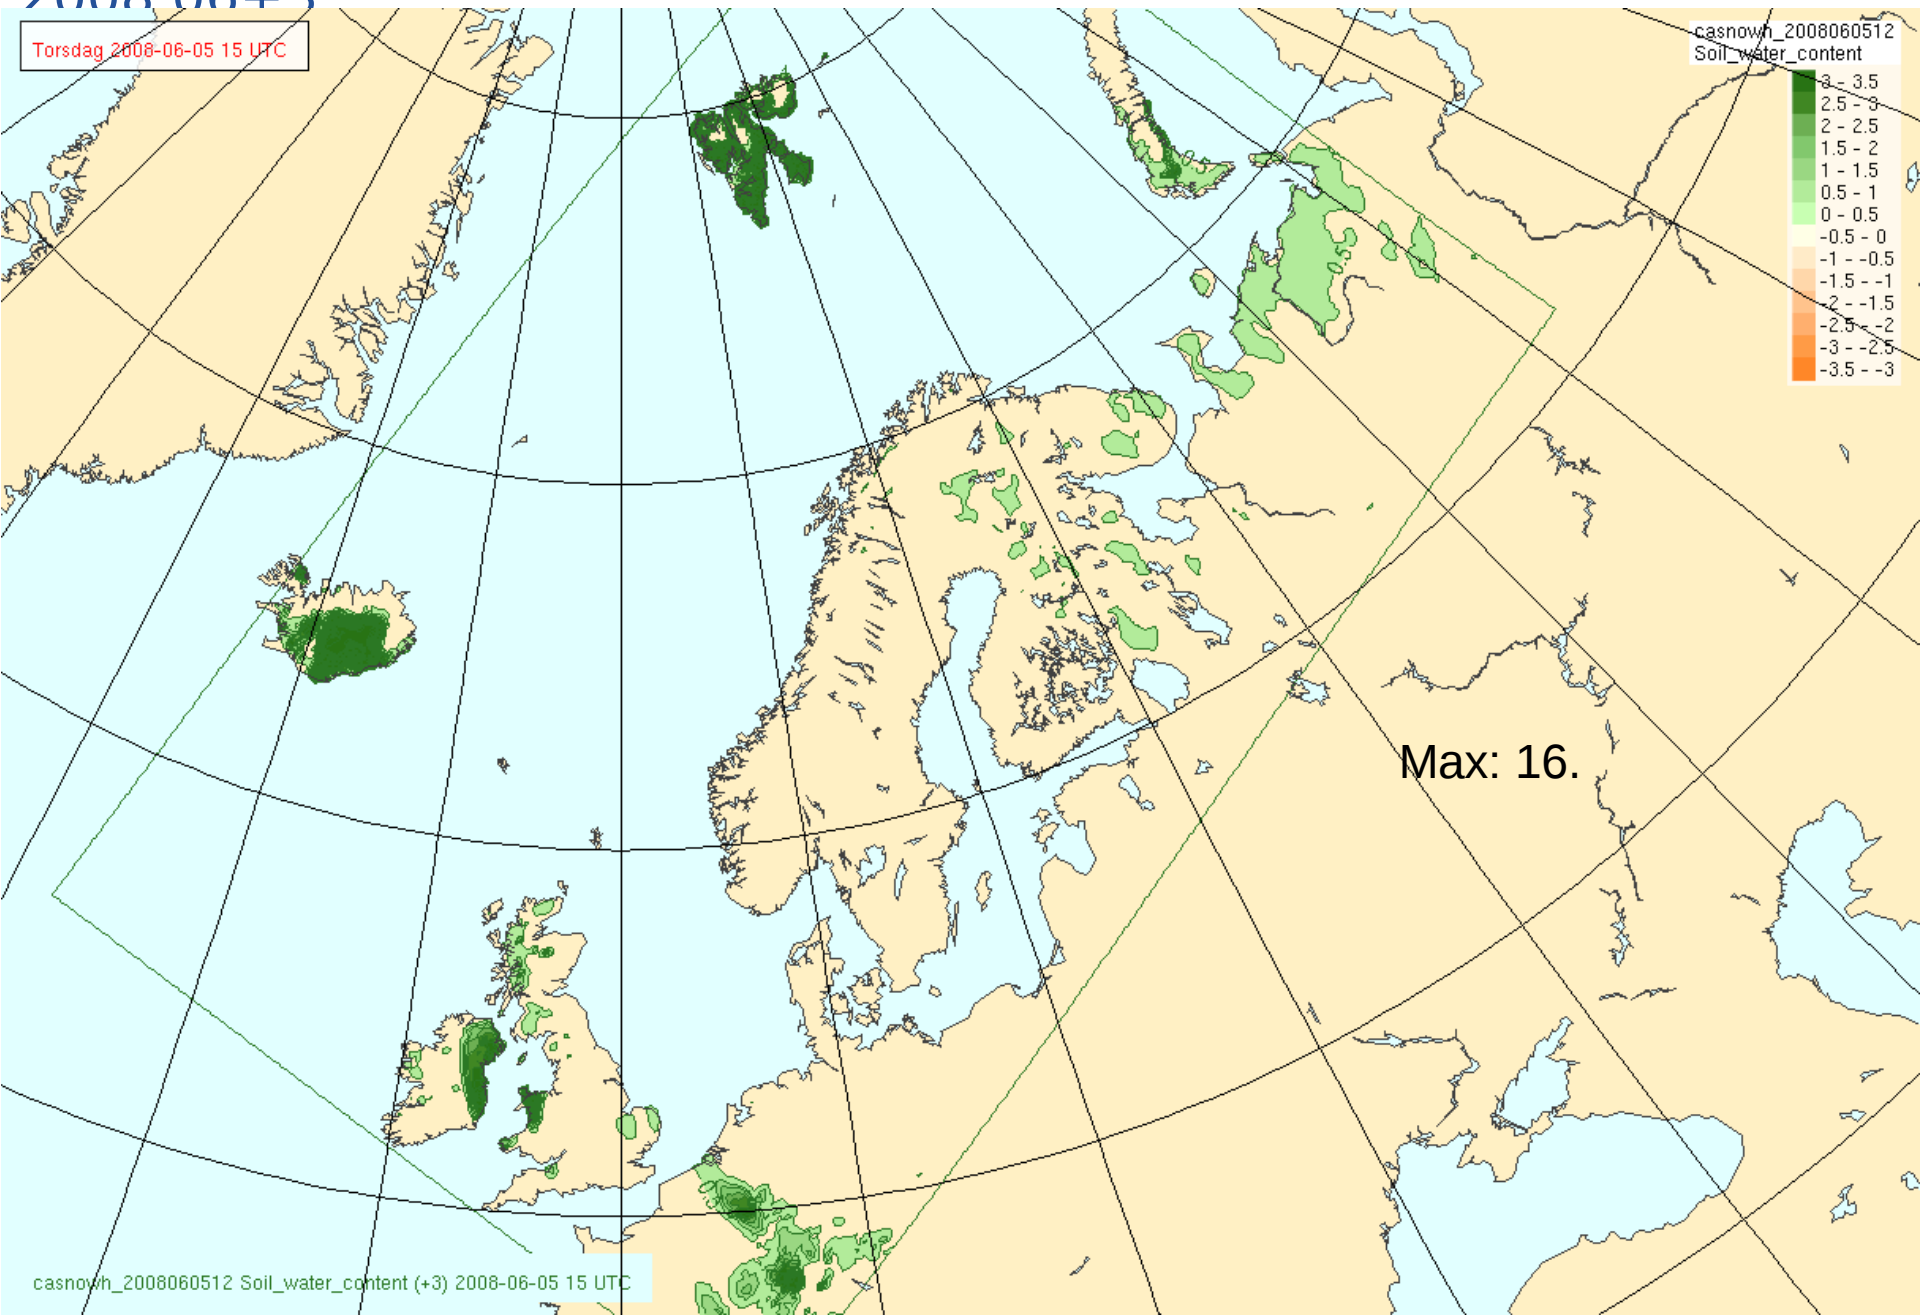 2008 06+3
Torsdag 2008-06-05 15 UTC
casnowh_2008060512
Soil_water_content
3 - 3.5
2.5 - 3
2 - 2.5
1.5 - 2
1 - 1.5
0.5 - 1
0 - 0.5
-0.5 - 0
-1 - -0.5
-1.5 - -1
-2 - -1.5
-2.5 - -2
-3 - -2.5
-3.5 - -3
Max: 16.
casnowh_2008060512 Soil_water_content (+3) 2008-06-05 15 UTC